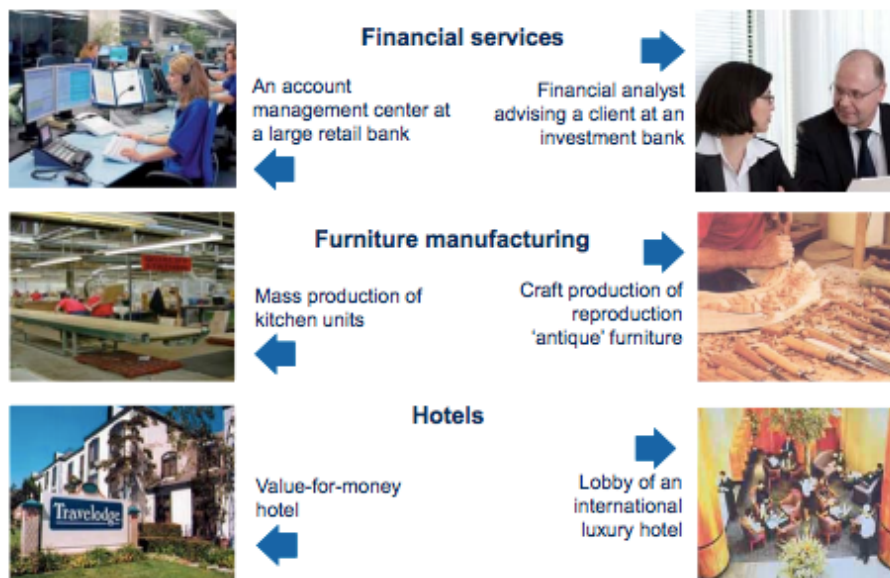 Financial services
An account
management center at
a large retail bank
Financial analyst
advising a client at an
investment bank
Furniture manufacturing
Mass production of
kitchen units
Craft production of
reproduction
‘antique’ furniture
Hotels
Value-for-money
hotel
Travelodge
Lobby of an
international
luxury hotel